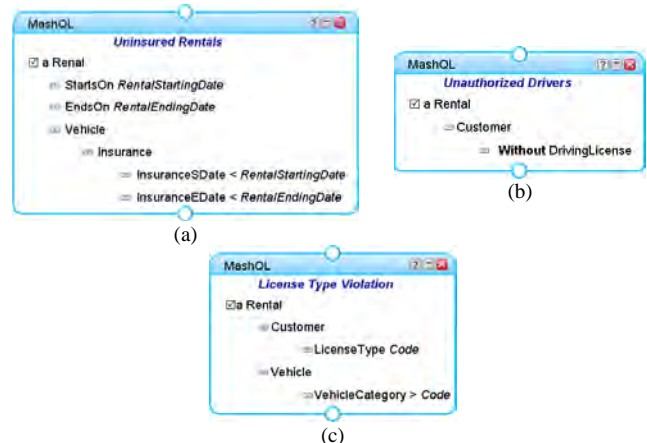 MashQL
Uninsured Rentals
a Renal
StartsOn RentalStartingDate
EndsOn RentalEndingDate
Vehicle
Insurance
InsuranceSDate < RentalStartingDate
InsuranceEDate < RentalEndingDate
(a)
MashQL
Unauthorized Drivers
a Rental
Customer
Without DrivingLicense
(b)
MashQL
License Type Violation
a Rental
Customer
LicenseType Code
Vehicle
VehicleCategory > Code
(c)